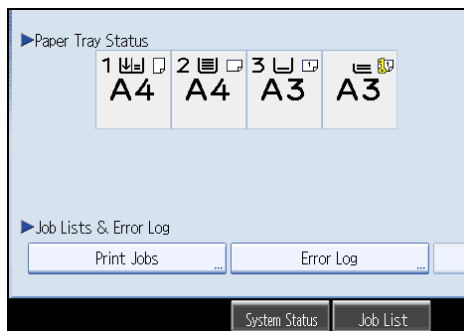 Paper Tray Status
1 2 3
A4 A4 A3 A3
Job Lists & Error Log
Print Jobs ... Error Log ...
System Status Job List